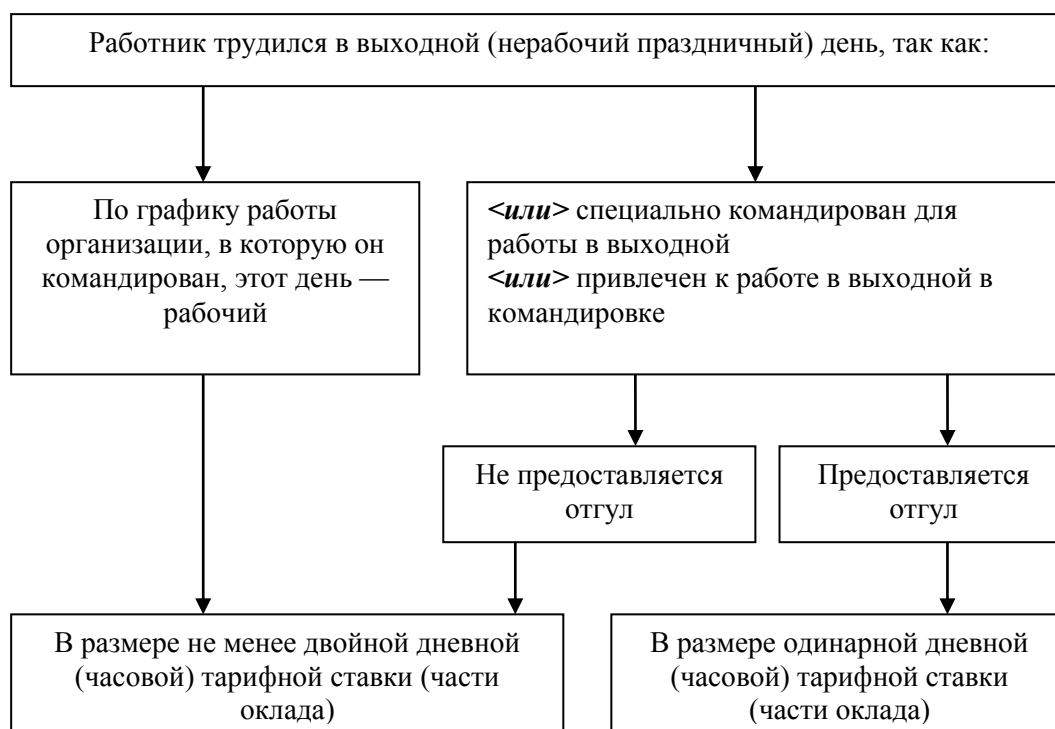 Работник трудился в выходной (нерабочий праздничный) день, так как:
По графику работы
организации, в которую он
командирован, этот день —
рабочий
<или> специально командирован для
работы в выходной
<или> привлечен к работе в выходной в
командировке
Не предоставляется
отгул
Предоставляется
отгул
В размере не менее двойной дневной
(часовой) тарифной ставки (части
оклада)
В размере одинарной дневной
(часовой) тарифной ставки
(части оклада)